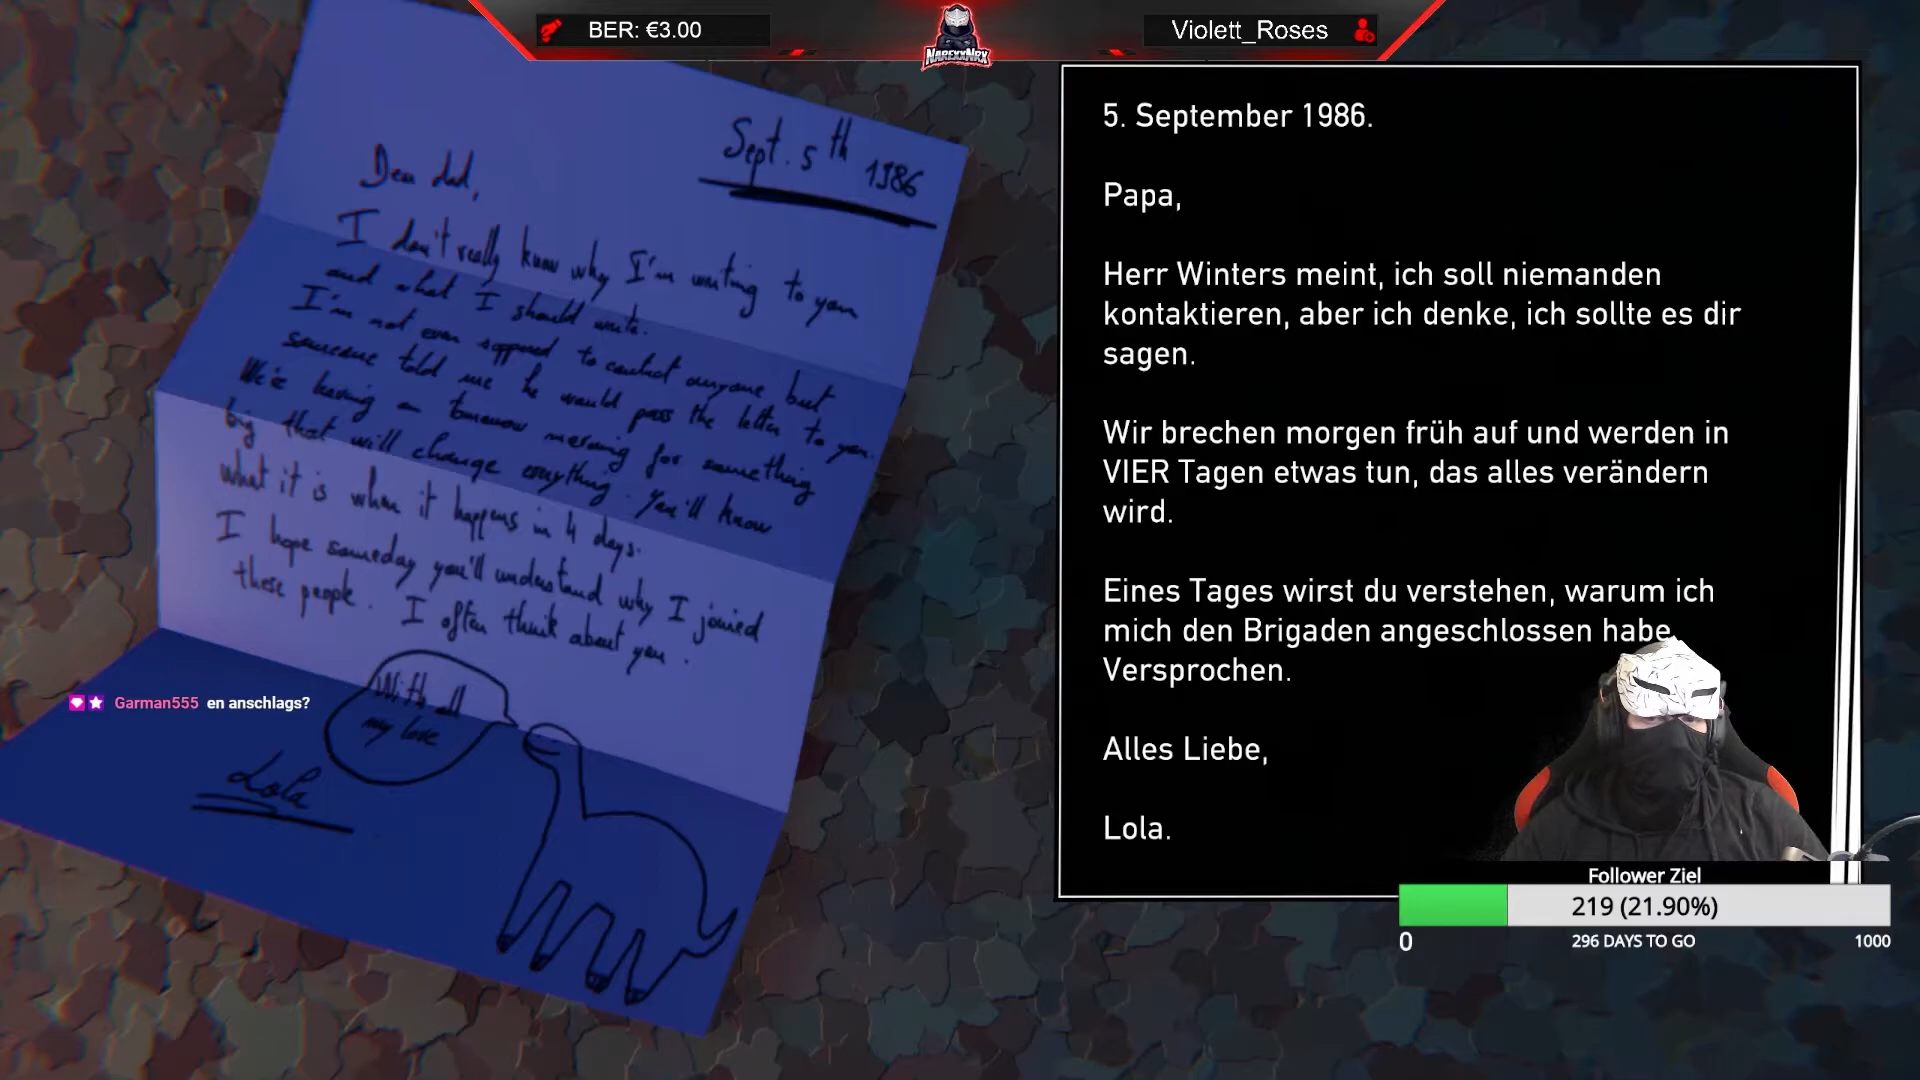 BER: €3.00
NAREXXNRX
Violett_Roses
Sept. 5th 1986
Dear dad,
I don't really know why I'm writing to you
and what I should write.
I'm not even supposed to contact anyone but
someone told me he would pass the letter to you.
We're leaving on tomorrow morning for something
big that will change everything. You'll know
what it is when it happens in 4 days.
I hope someday you'll understand why I joined
these people. I often think about you.
With all
my love
Lola
Garman555 en anschlags?
5. September 1986.
Papa,
Herr Winters meint, ich soll niemanden
kontaktieren, aber ich denke, ich sollte es dir
sagen.
Wir brechen morgen früh auf und werden in
VIER Tagen etwas tun, das alles verändern
wird.
Eines Tages wirst du verstehen, warum ich
mich den Brigaden angeschlossen habe
Versprochen.
Alles Liebe,
Lola.
Follower Ziel
219 (21.90%)
0
296 DAYS TO GO
1000